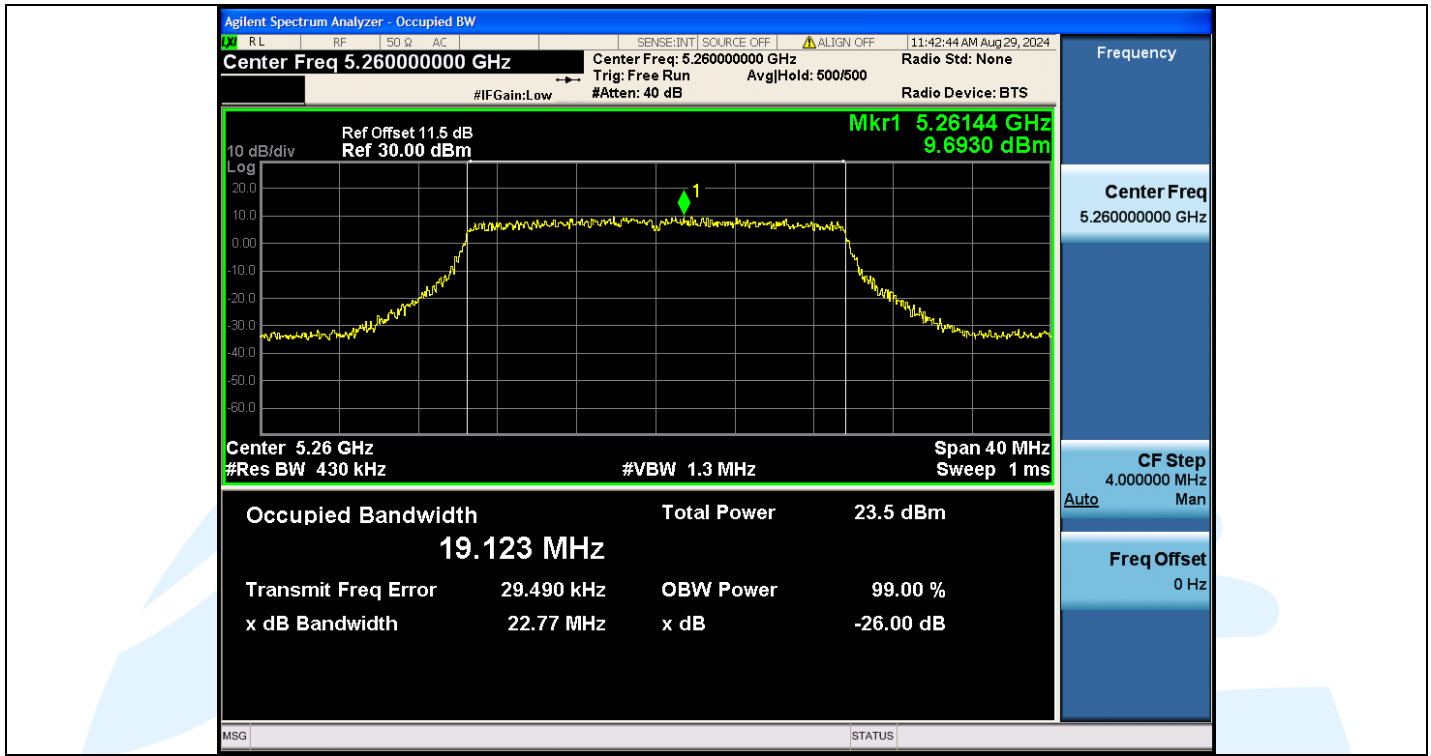 Agilent Spectrum Analyzer - Occupied BW
LXI RL RF 50 Ω AC SENSE:INT SOURCE OFF ALIGN OFF 11:42:44 AM Aug 29, 2024
Center Freq 5.260000000 GHz
Center Freq: 5.260000000 GHz
Radio Std: None
Trig: Free Run Avg|Hold: 500/500
#IFGain:Low
#Atten: 40 dB
Radio Device: BTS
Frequency
Mkr1 5.26144 GHz
9.6930 dBm
Ref Offset 11.5 dB
10 dB/div Ref 30.00 dBm
Log
20.0
10.0
0.00
-10.0
-20.0
-30.0
-40.0
-50.0
-60.0
1
Center 5.26 GHz Span 40 MHz
#Res BW 430 kHz #VBW 1.3 MHz Sweep 1 ms
Center Freq
5.260000000 GHz
CF Step
4.000000 MHz
Auto Man
Freq Offset
0 Hz
Occupied Bandwidth Total Power 23.5 dBm
19.123 MHz
Transmit Freq Error 29.490 kHz OBW Power 99.00 %
x dB Bandwidth 22.77 MHz x dB -26.00 dB
MSG STATUS